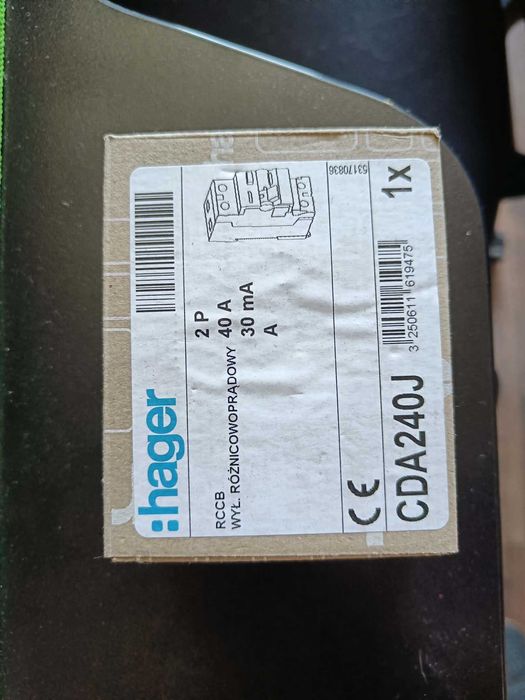 :hager
RCCB 2 P
WYŁ. RÓŻNICOWOPRĄDOWY 40 A
30 mA
A
53170836
CE
CDA240J
3 250611 619475
1x